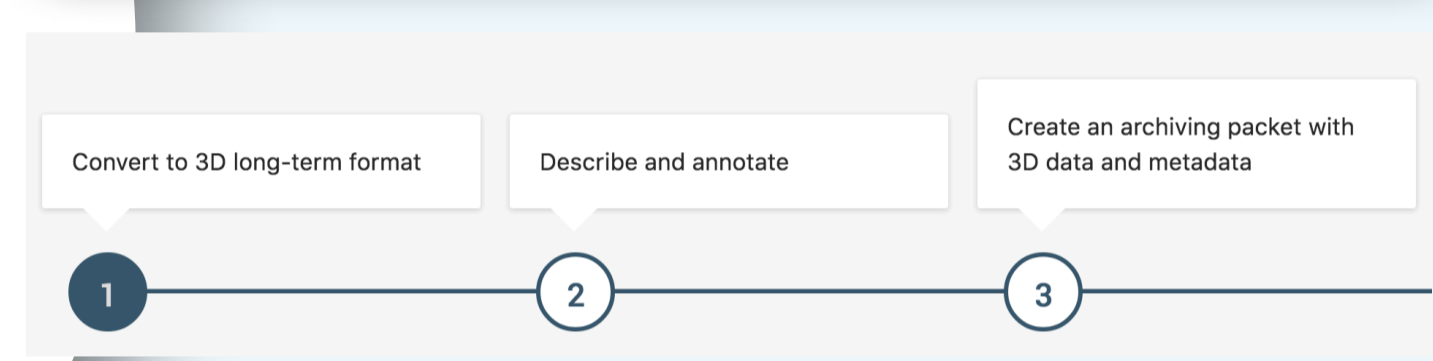 Convert to 3D long-term format
Describe and annotate
Create an archiving packet with
3D data and metadata
1
2
3